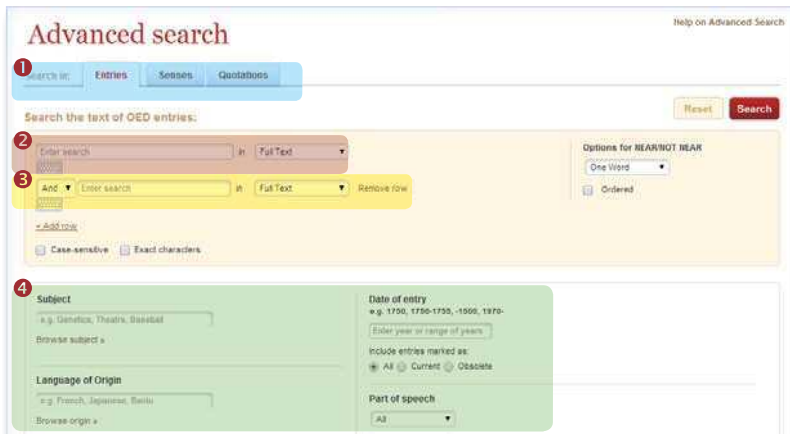 Help on Advanced Search
Advanced search
1
Search in: Entries Senses Quotations
Reset Search
Search the text of OED entries:
2
Enter search in Full Text
Options for NEAR/NOT NEAR
One Word
Ordered
3
And Enter search in Full Text Remove row
+ Add row
Case-sensitive Exact characters
4
Subject
e.g. Genetics, Theatre, Baseball
Browse subject »
Language of Origin
e.g. French, Japanese, Bantu
Browse origin »
Date of entry
e.g. 1750, 1750-1755, -1500, 1970-
Enter year or range of years
Include entries marked as:
All Current Obsolete
Part of speech
All